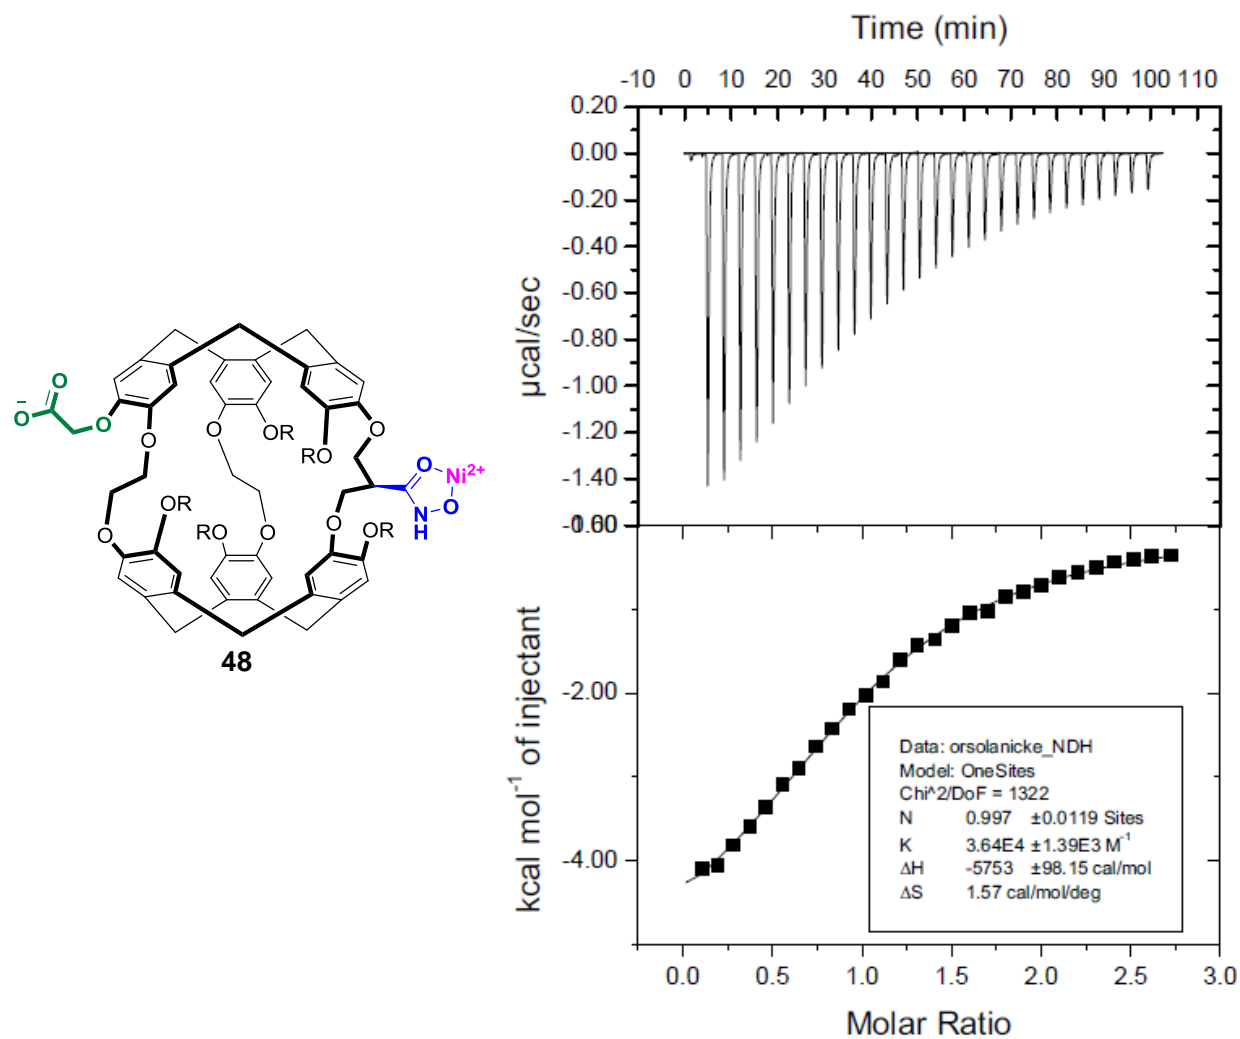 Time (min)
-10 0 10 20 30 40 50 60 70 80 90 100 110
0.20
0.00
-0.20
-0.40
-0.60
-0.80
-1.00
-1.20
-1.40
µcal/sec
O
−
O
O
O
O
OR
RO
O
O
Ni2+
N
H
O
O
OR
RO
O
O
OR
O
48
-2.00
-4.00
kcal mol-1 of injectant
Data: orsolanicke_NDH
Model: OneSites
Chi^2/DoF = 1322
N 0.997 ±0.0119 Sites
K 3.64E4 ±1.39E3 M-1
ΔH -5753 ±98.15 cal/mol
ΔS 1.57 cal/mol/deg
0.0 0.5 1.0 1.5 2.0 2.5 3.0
Molar Ratio